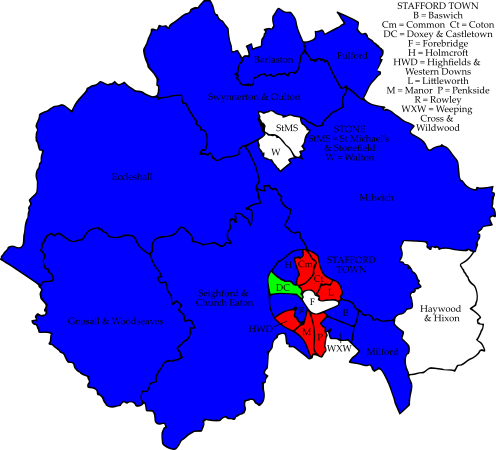 STAFFORD TOWN
B = Baswich
Cm = Common Ct = Coton
DC = Doxey & Castletown
F = Forebridge
H = Holmcroft
HWD = Highfields &
Western Downs
L = Littleworth
M = Manor P = Penkside
R = Rowley
WXW = Weeping
Cross &
Wildwood
Barlaston
Fulford
Swynnerton & Oulton
StMS
W
STONE
StMS = St Michael's
& Stonefield
W = Walton
Eccleshall
Milwich
STAFFORD
TOWN
H
Cm
Ct
DC
L
F
Seighford &
Church Eaton
Haywood
& Hixon
Gnosall & Woodseaves
R
B
HWD
M
P
WXW
Milford